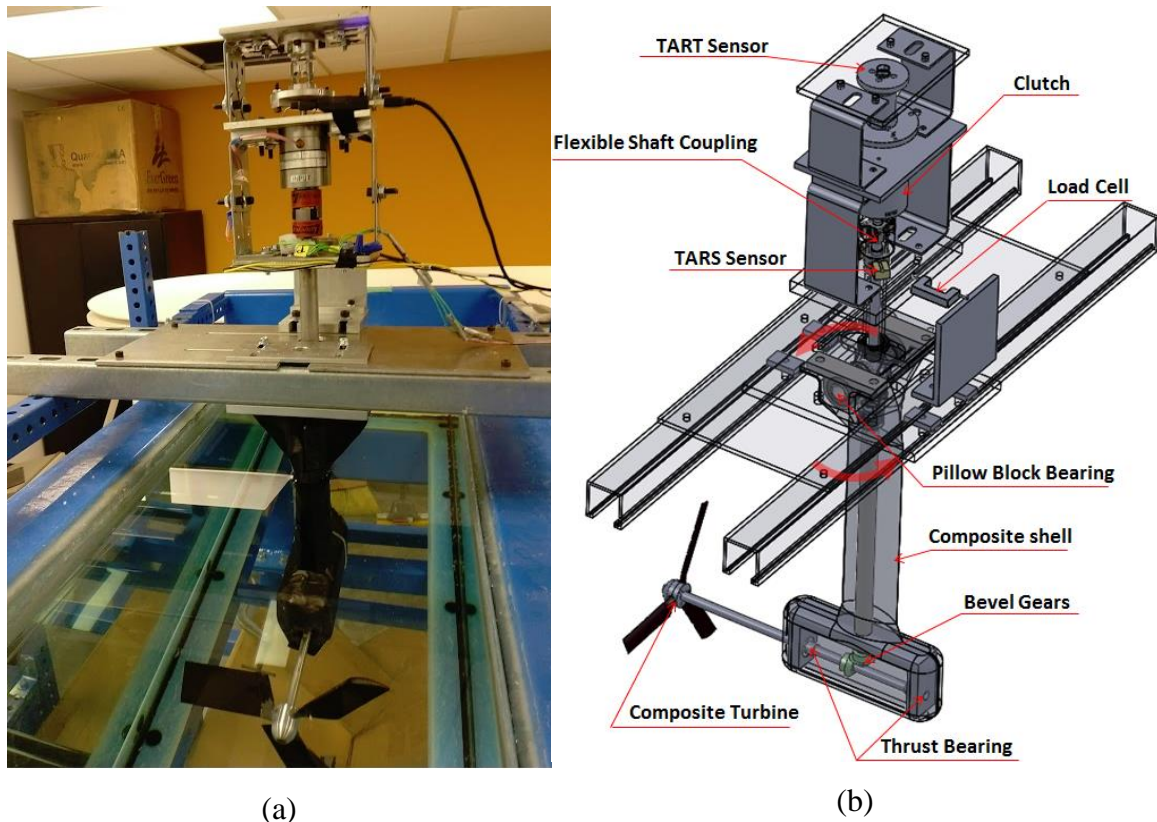 TART Sensor
Clutch
Flexible Shaft Coupling
Load Cell
TARS Sensor
Pillow Block Bearing
Composite shell
Bevel Gears
Composite Turbine
Thrust Bearing
EverGreen
(a)
(b)